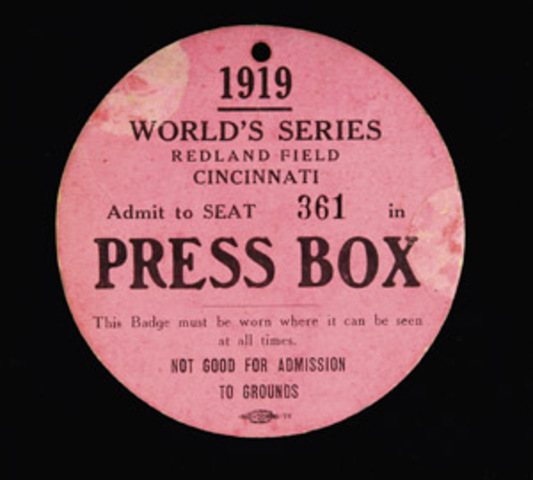 1919
WORLD'S SERIES
REDLAND FIELD
CINCINNATI
Admit to SEAT 361 in
PRESS BOX
This Badge must be worn where it can be seen
at all times.
NOT GOOD FOR ADMISSION
TO GROUNDS